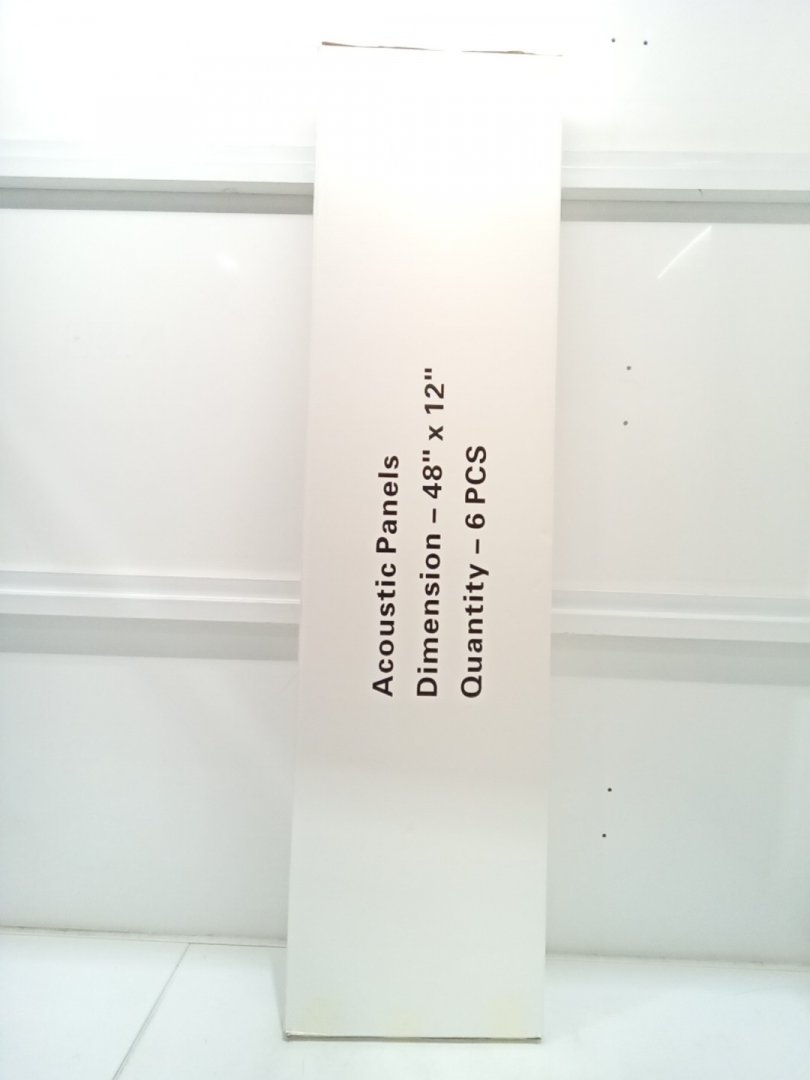 Acoustic Panels
Dimension – 48" x 12"
Quantity – 6 PCS